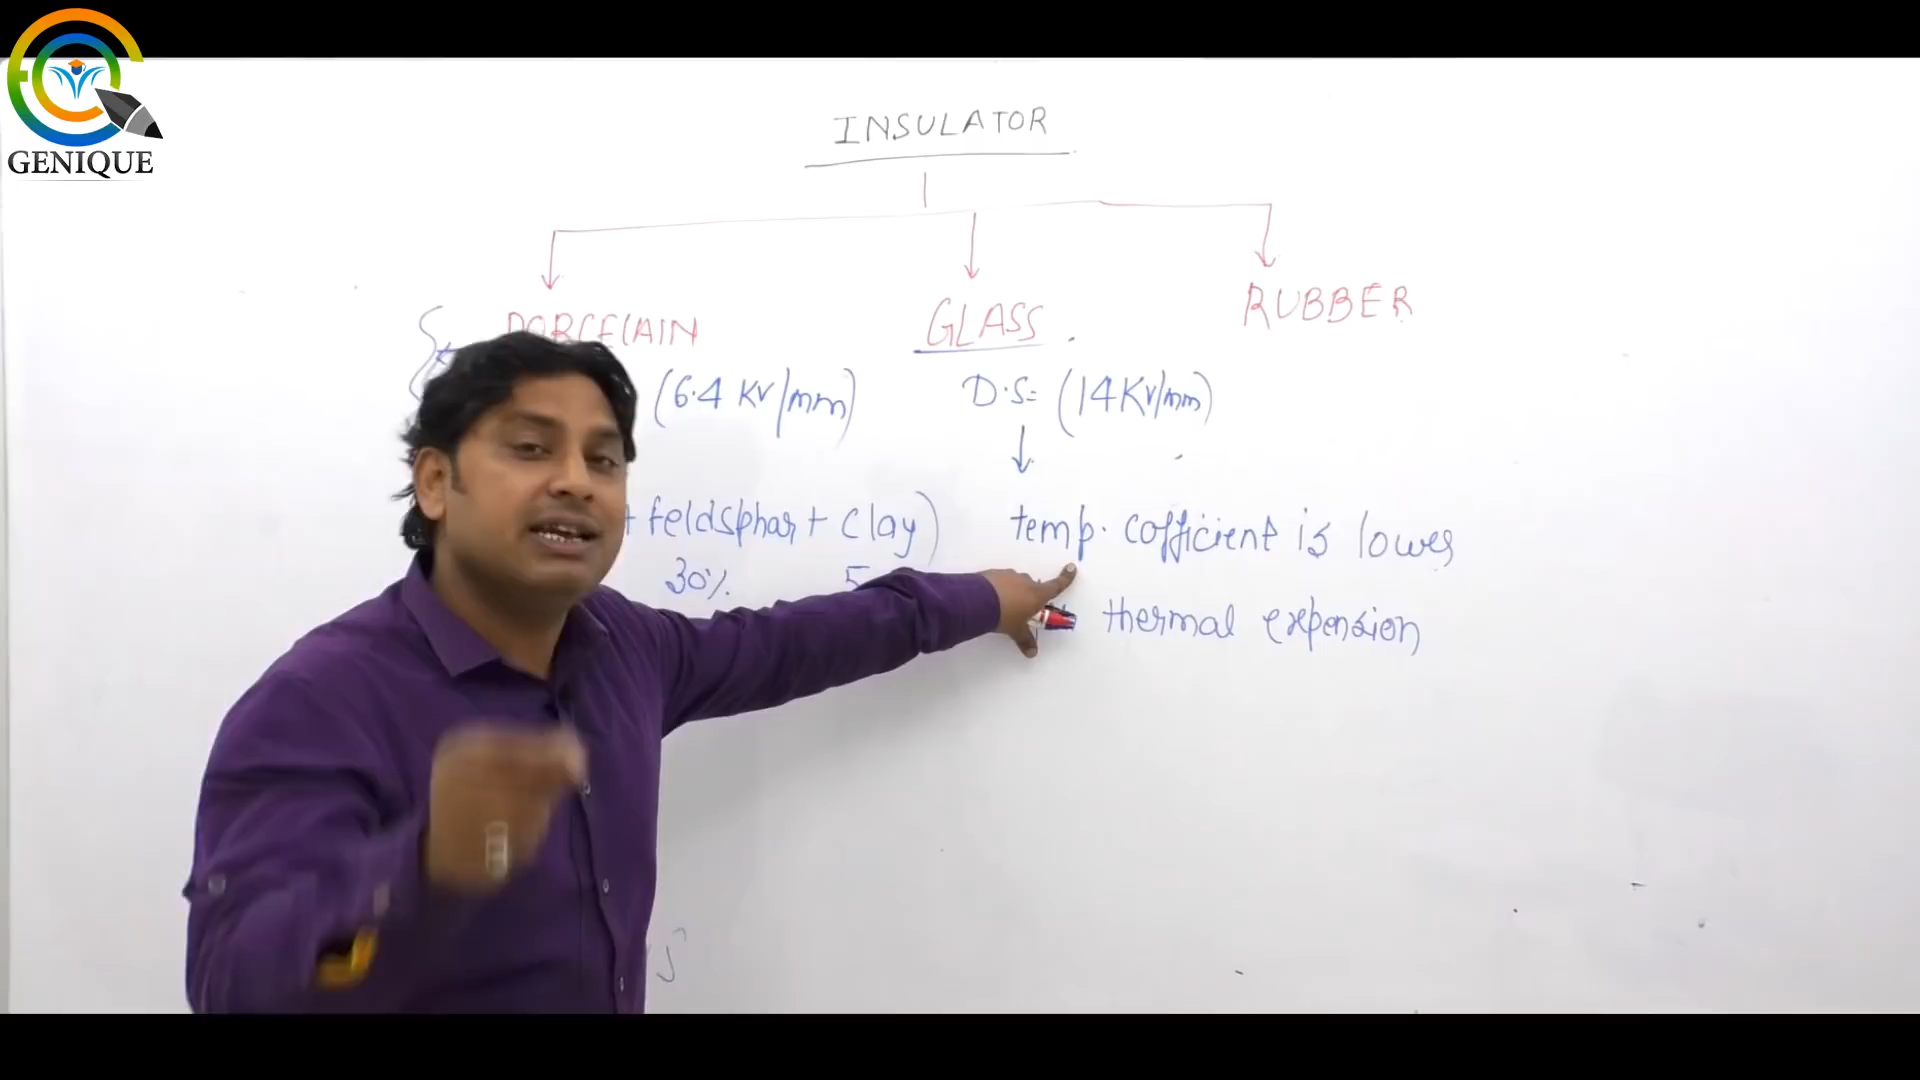 GENIQUE
INSULATOR
PORCELAIN
GLASS
RUBBER
(6.4 KV/mm)
D.S= (14KV/mm)
+ feldsphar + clay)
30%.
temp. cofficient is lower
thermal expension